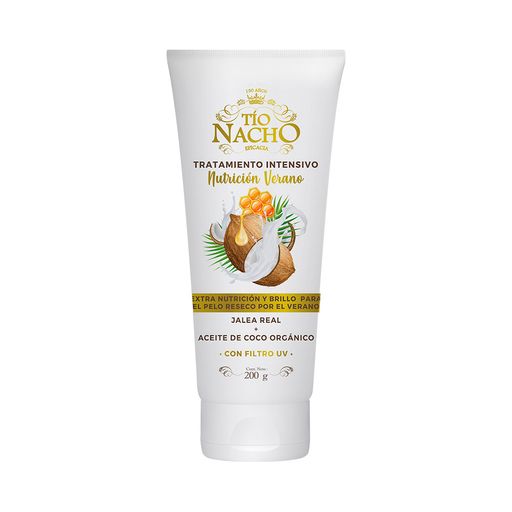 150 AÑOS
TÍO
NACHO
EFICACIA
TRATAMIENTO INTENSIVO
Nutrición Verano
EXTRA NUTRICIÓN Y BRILLO PARA
EL PELO RESECO POR EL VERANO
JALEA REAL
+
ACEITE DE COCO ORGÁNICO
• CON FILTRO UV •
Cont. Neto
200 g